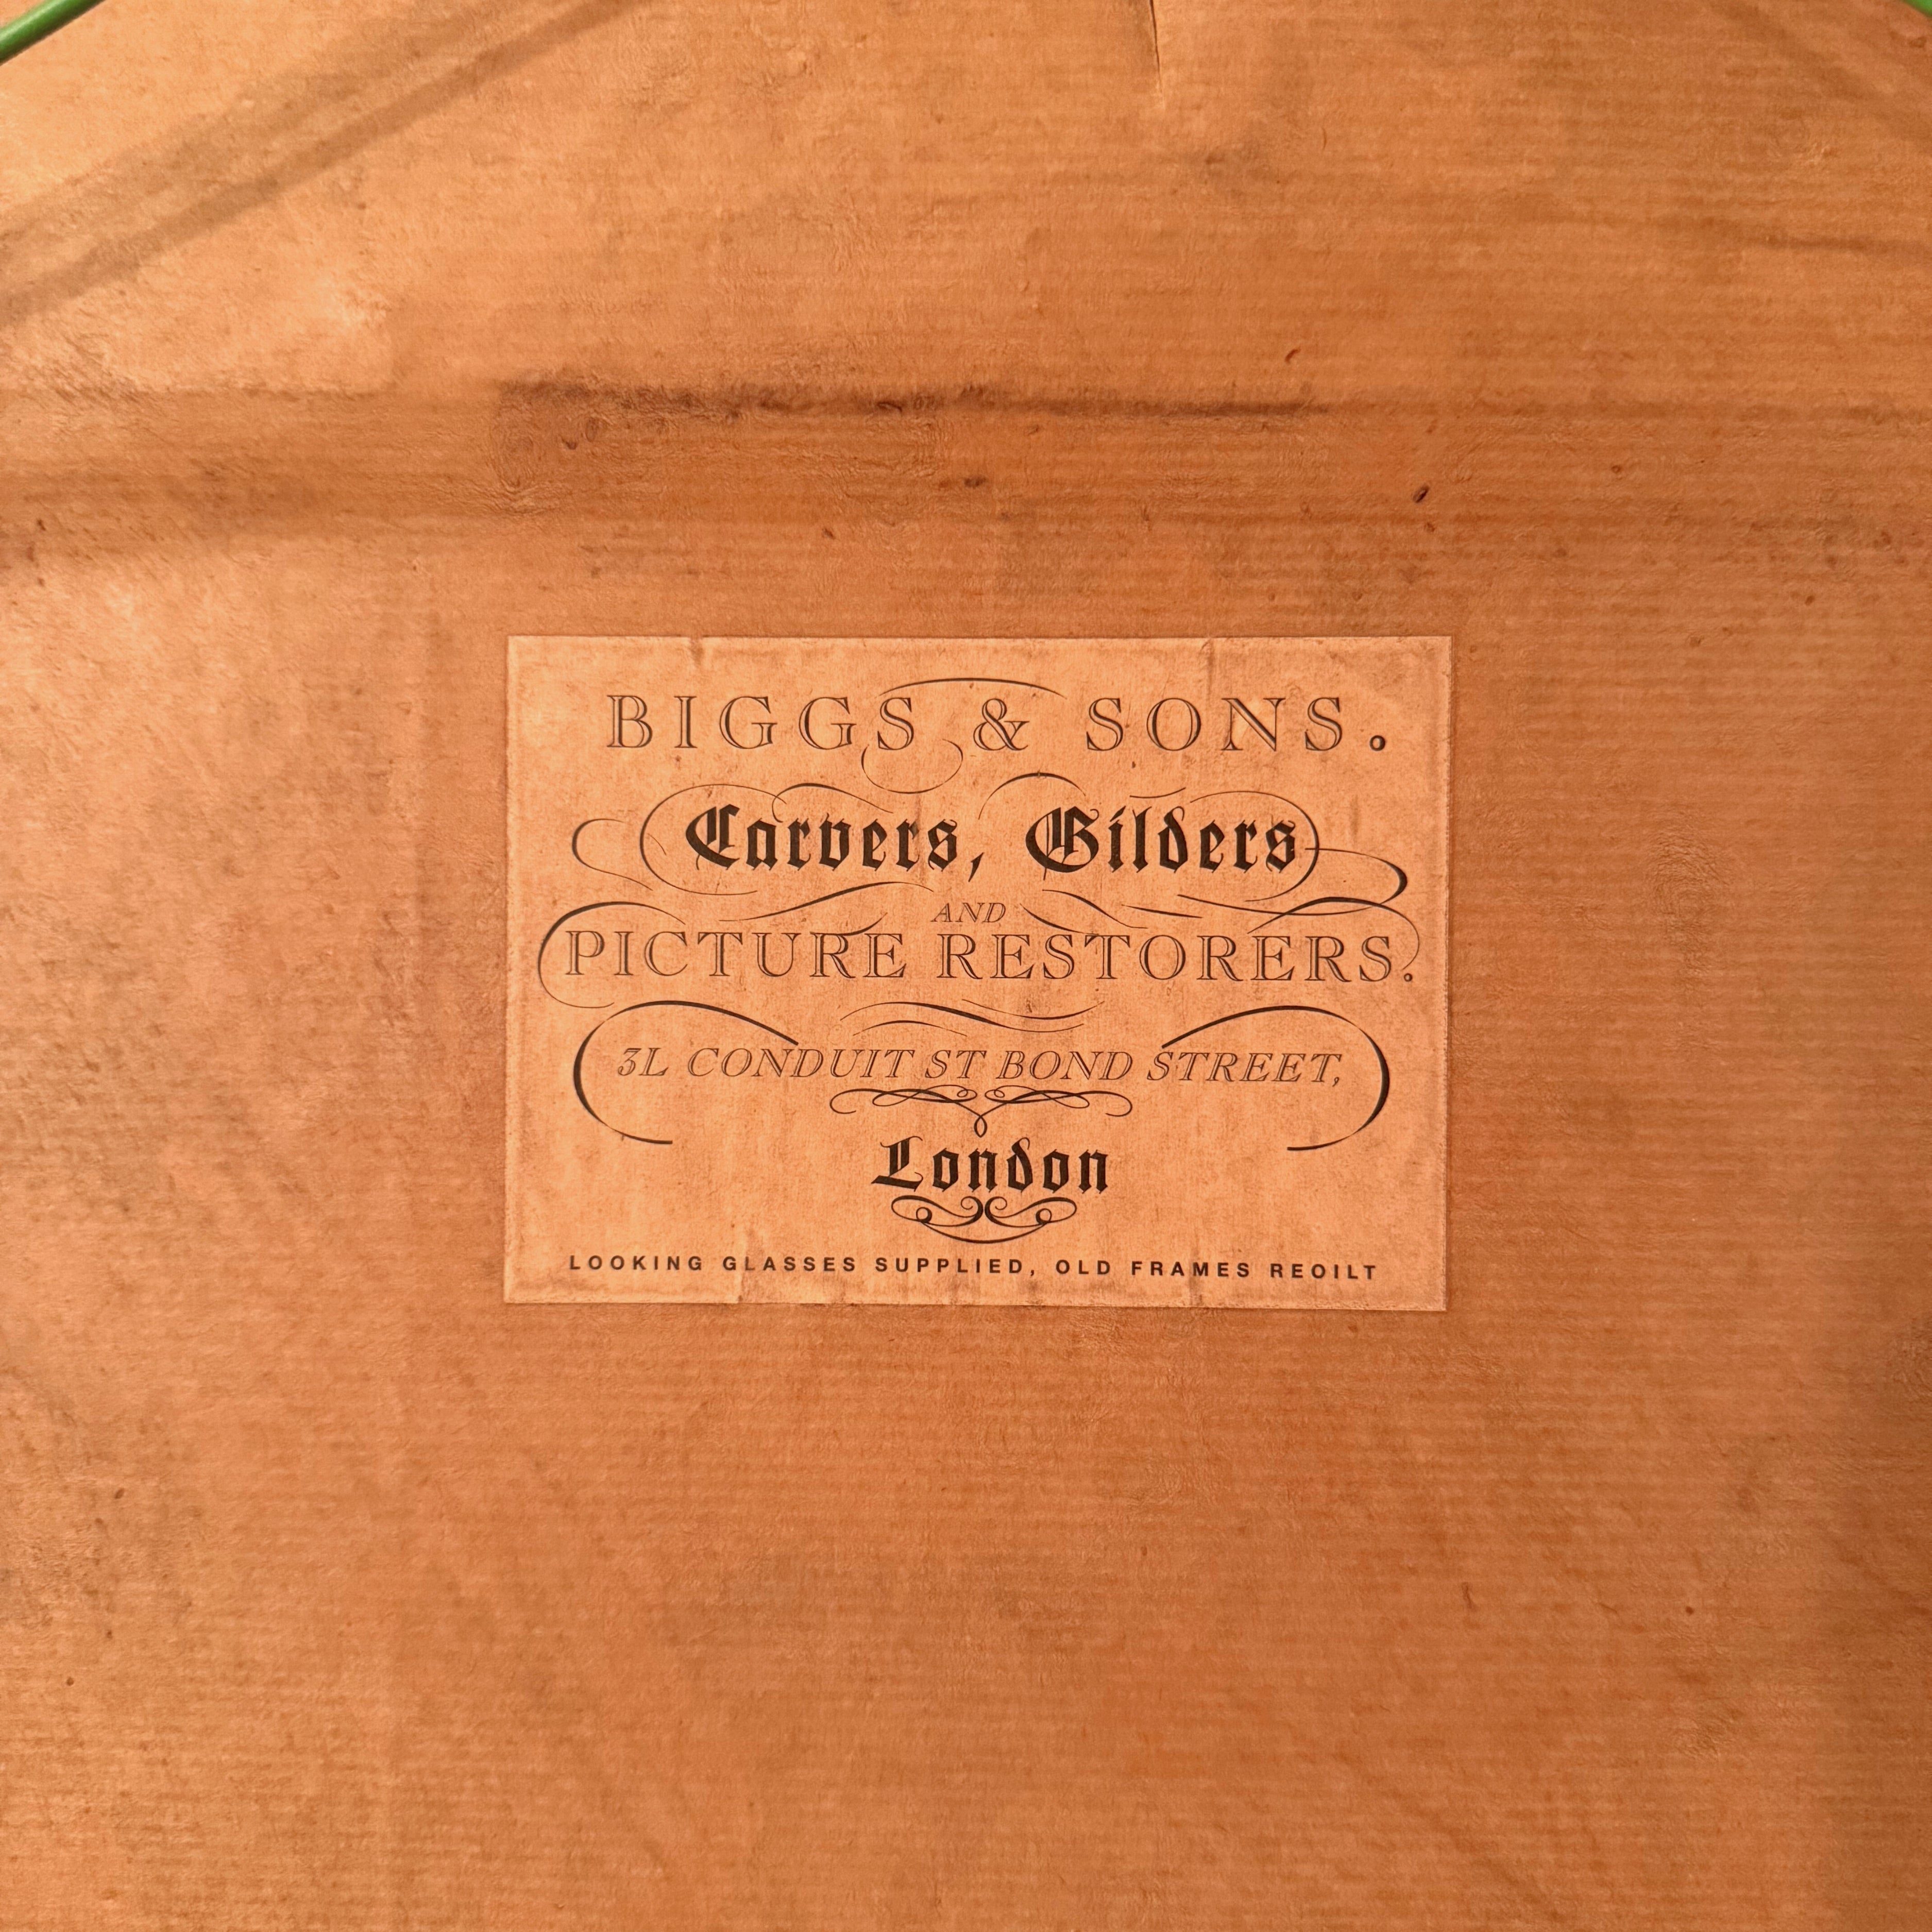 BIGGS & SONS.
Carvers, Gilders
AND
PICTURE RESTORERS.
3L CONDUIT ST BOND STREET,
London
LOOKING GLASSES SUPPLIED, OLD FRAMES REOILT